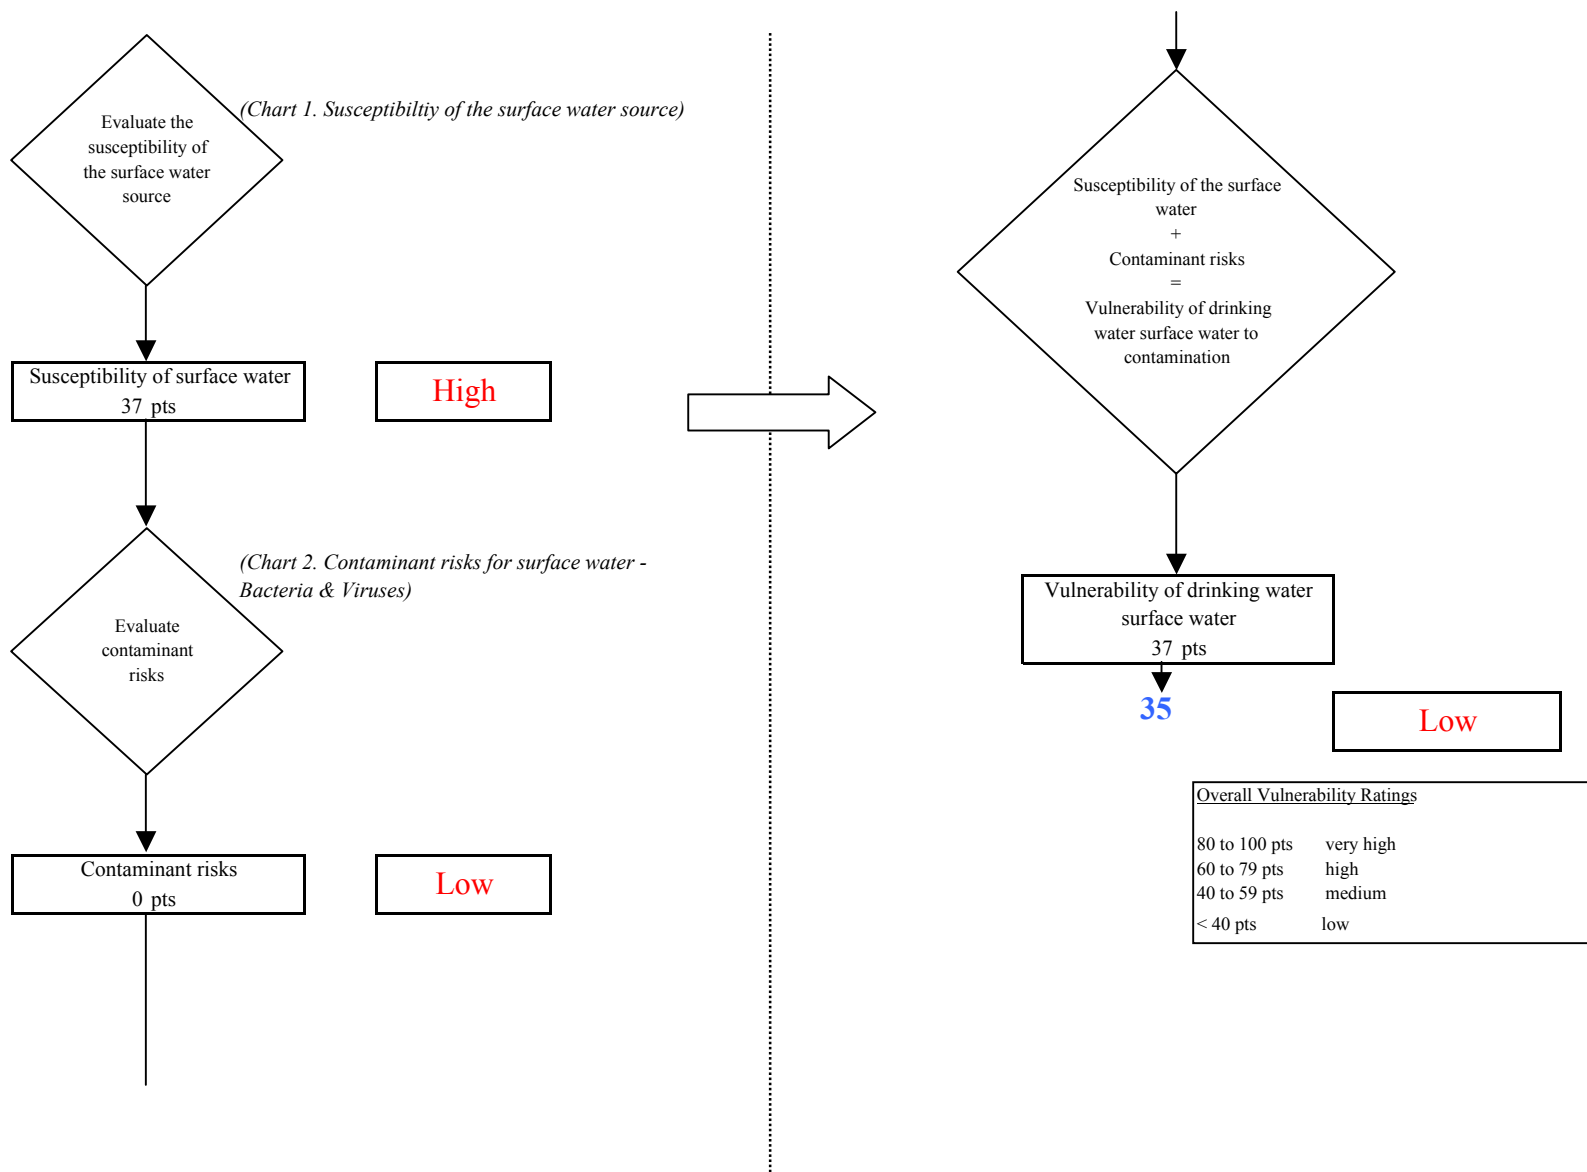 Evaluate the
susceptibility of
the surface water
source
(Chart 1. Susceptibiltiy of the surface water source)
Susceptibility of surface water
37 pts
High
(Chart 2. Contaminant risks for surface water -
Bacteria & Viruses)
Evaluate
contaminant
risks
Contaminant risks
0 pts
Low
Susceptibility of the surface
water
+
Contaminant risks
=
Vulnerability of drinking
water surface water to
contamination
Vulnerability of drinking water
surface water
37 pts
35
Low
Overall Vulnerability Ratings
80 to 100 pts very high
60 to 79 pts high
40 to 59 pts medium
< 40 pts low